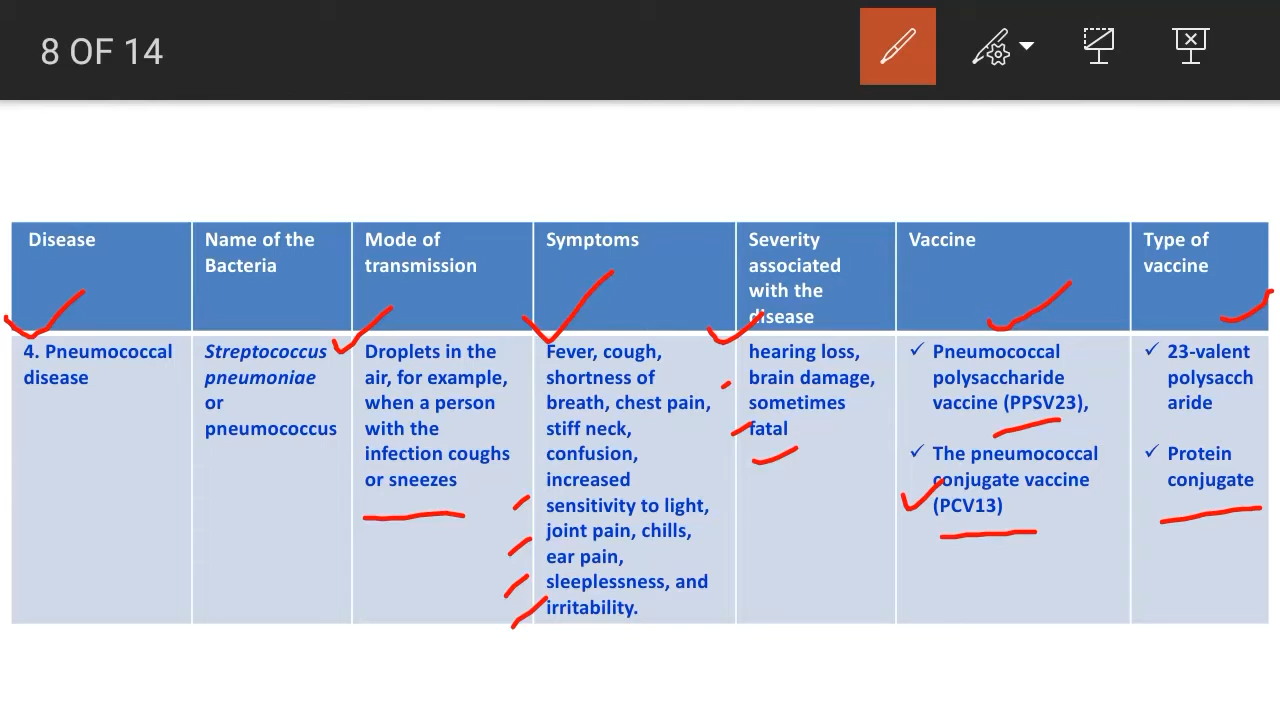 8 OF 14
Disease
Name of the
Bacteria
Mode of
transmission
Symptoms
Severity
associated
with the
disease
Vaccine
Type of
vaccine
4. Pneumococcal
disease
Streptococcus
pneumoniae
or
pneumococcus
Droplets in the
air, for example,
when a person
with the
infection coughs
or sneezes
Fever, cough,
shortness of
breath, chest pain,
stiff neck,
confusion,
increased
sensitivity to light,
joint pain, chills,
ear pain,
sleeplessness, and
irritability.
hearing loss,
brain damage,
sometimes
fatal
✓ Pneumococcal
polysaccharide
vaccine (PPSV23),
✓ The pneumococcal
conjugate vaccine
(PCV13)
✓ 23-valent
polysacch
aride
✓ Protein
conjugate